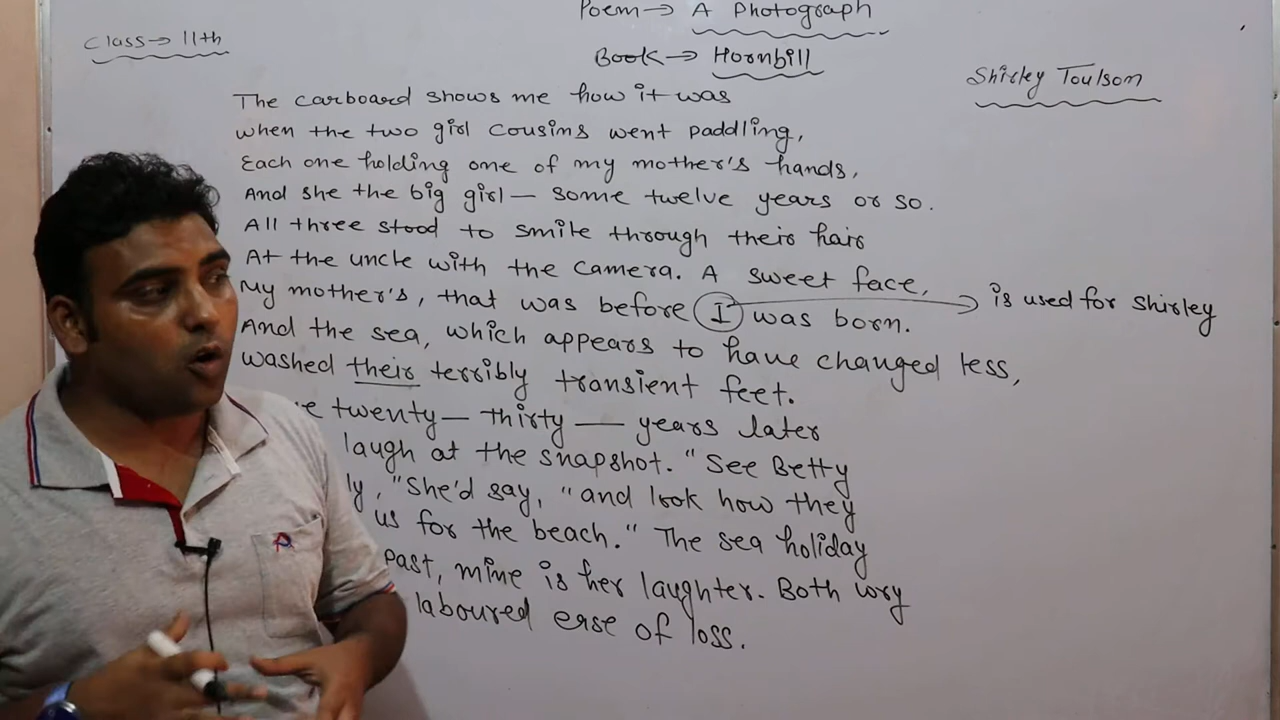 Poem → A Photograph
Class → 11th
Book → Hornbill
Shirley Toulson
The carboard shows me how it was
when the two girl cousins went paddling,
Each one holding one of my mother's hands,
And she the big girl — some twelve years or so.
All three stood to smile through their hair
At the uncle with the camera. A sweet face,
My mother's, that was before I was born. → is used for Shirley
And the sea, which appears to have changed less,
washed their terribly transient feet.
twenty — thirty — years later
laugh at the snapshot. "See Betty
ly, "She'd say, "and look how they
us for the beach." The sea holiday
past, mine is her laughter. Both wry
laboured ease of loss.